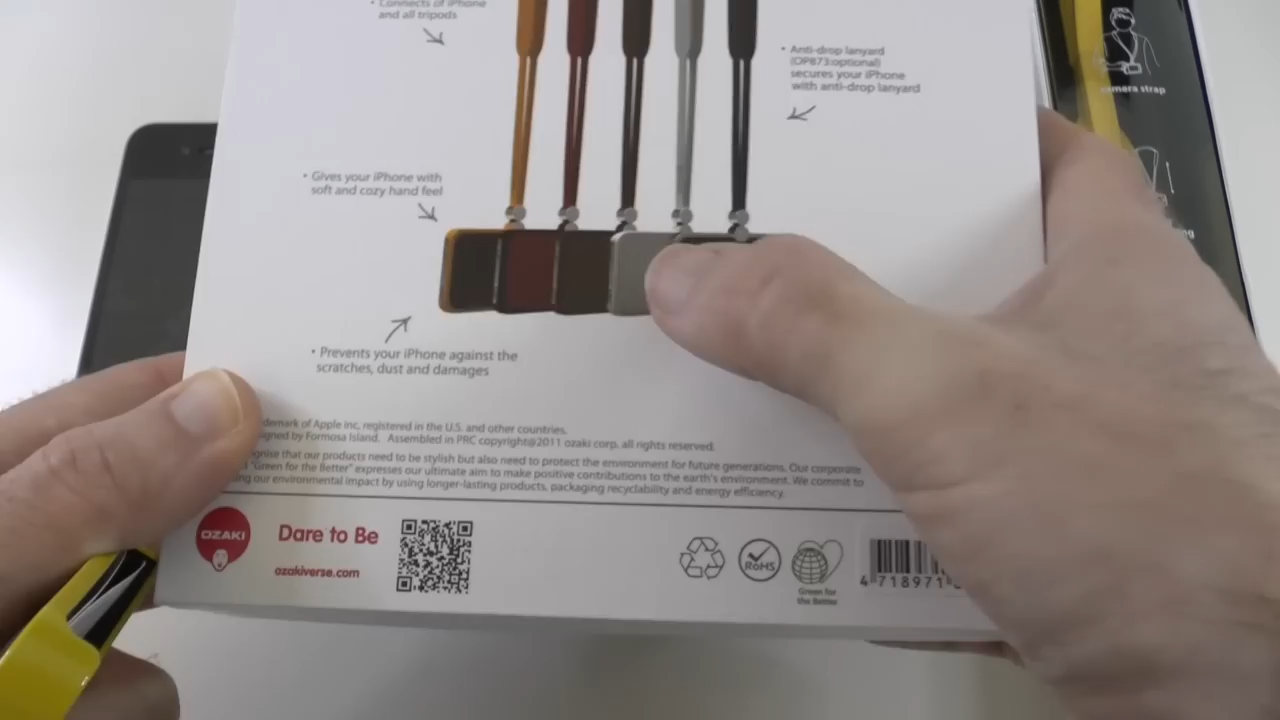 • Connects of iPhone
and all tripods
• Anti-drop lanyard
(OP873:optional)
secures your iPhone
with anti-drop lanyard
camera strap
• Gives your iPhone with
soft and cozy hand feel
• Prevents your iPhone against the
scratches, dust and damages
demark of Apple inc, registered in the U.S. and other countries.
igned by Formosa Island. Assembled in PRC copyright@2011 ozaki corp. all rights reserved.
gnise that our products need to be stylish but also need to protect the environment for future generations. Our corporate
"Green for the Better" expresses our ultimate aim to make positive contributions to the earth's environment. We commit to
ng our environmental impact by using longer-lasting products, packaging recyclability and energy efficiency.
OZAKI
Dare to Be
ozakiverse.com
RoHS
Green for
the Better
4 718971